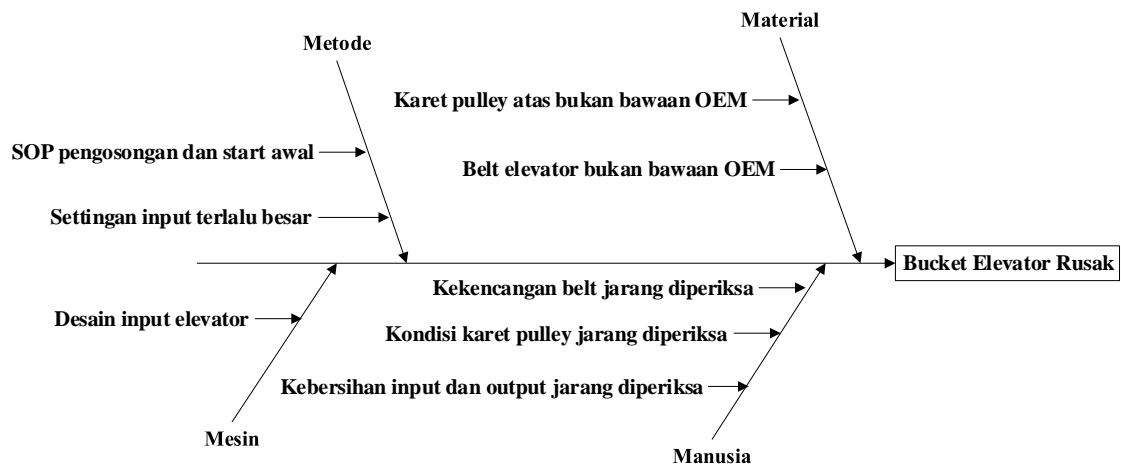 Material
Metode
Karet pulley atas bukan bawaan OEM
SOP pengosongan dan start awal
Belt elevator bukan bawaan OEM
Settingan input terlalu besar
Bucket Elevator Rusak
Kekencangan belt jarang diperiksa
Desain input elevator
Kondisi karet pulley jarang diperiksa
Kebersihan input dan output jarang diperiksa
Mesin
Manusia